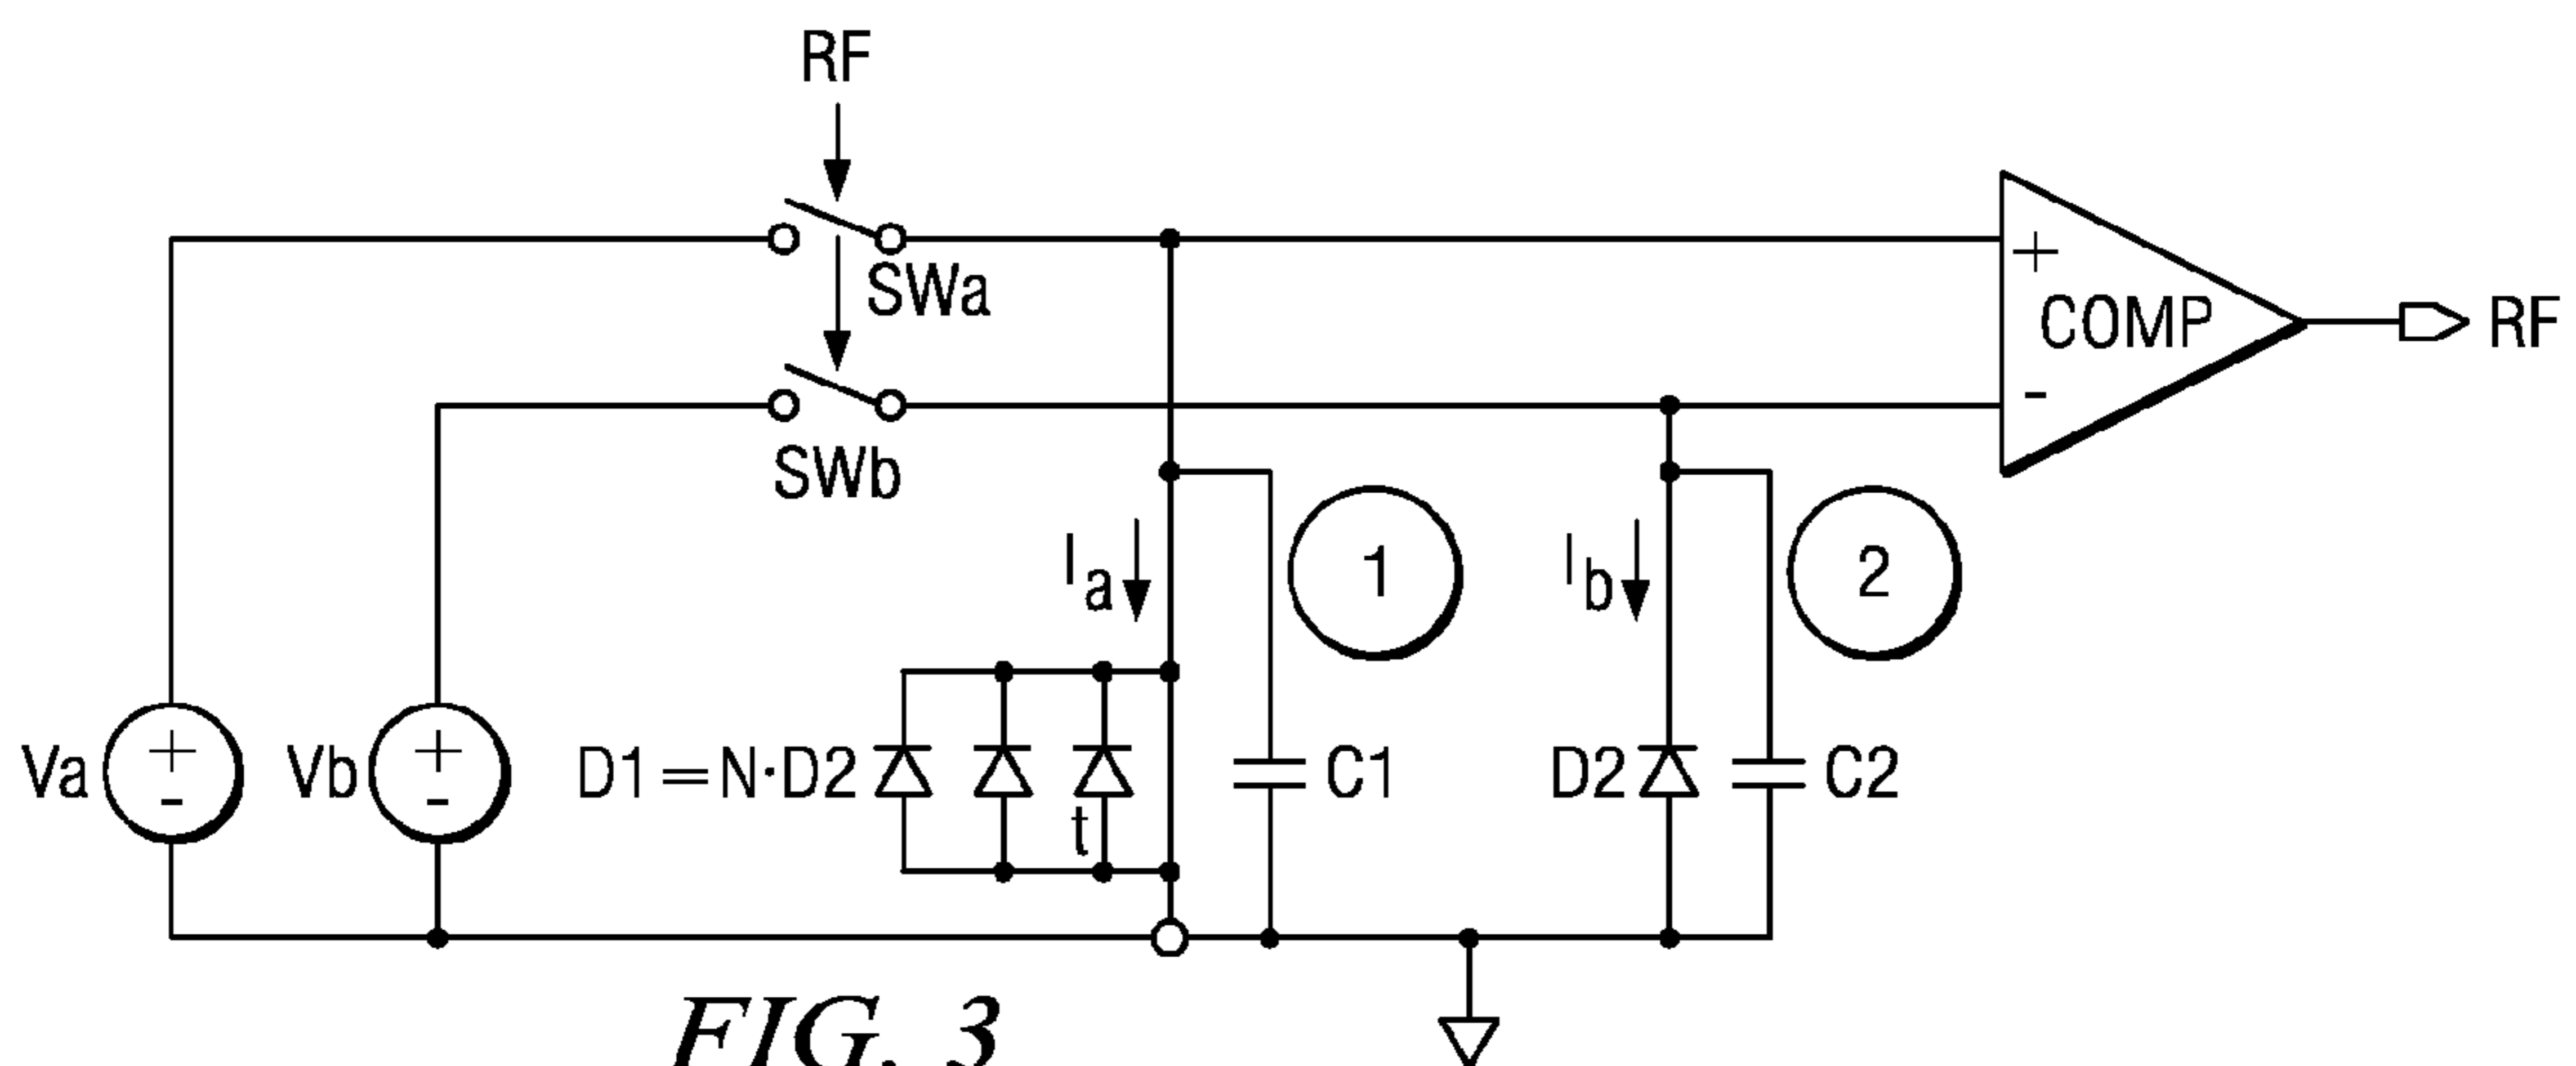 RF
SWa
SWb
+
COMP
-
RF
Ia
1
Ib
2
Va
+
-
Vb
+
-
D1=N·D2
t
C1
D2
C2
FIG. 3